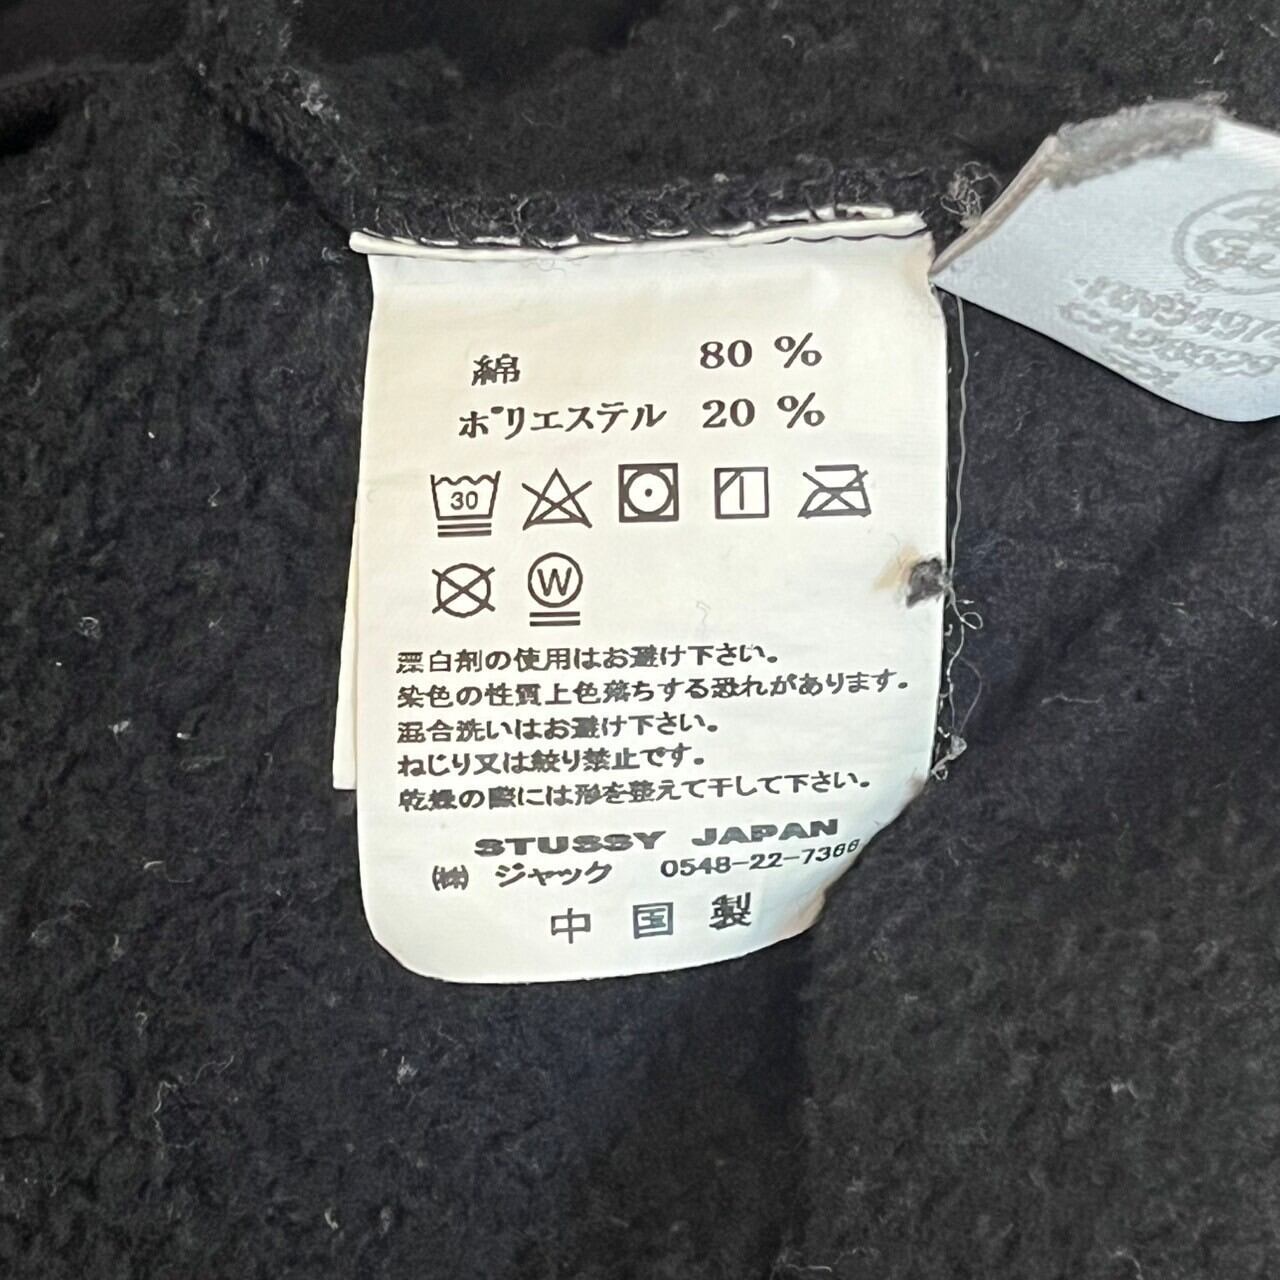 綿 80 %
ポリエステル 20 %
30
W
漂白剤の使用はお避け下さい。
染色の性質上色落ちする恐れがあります。
混合洗いはお避け下さい。
ねじり又は絞り禁止です。
乾燥の際には形を整えて干して下さい。
STUSSY JAPAN
㈱ ジャック 0548-22-7366
中国製